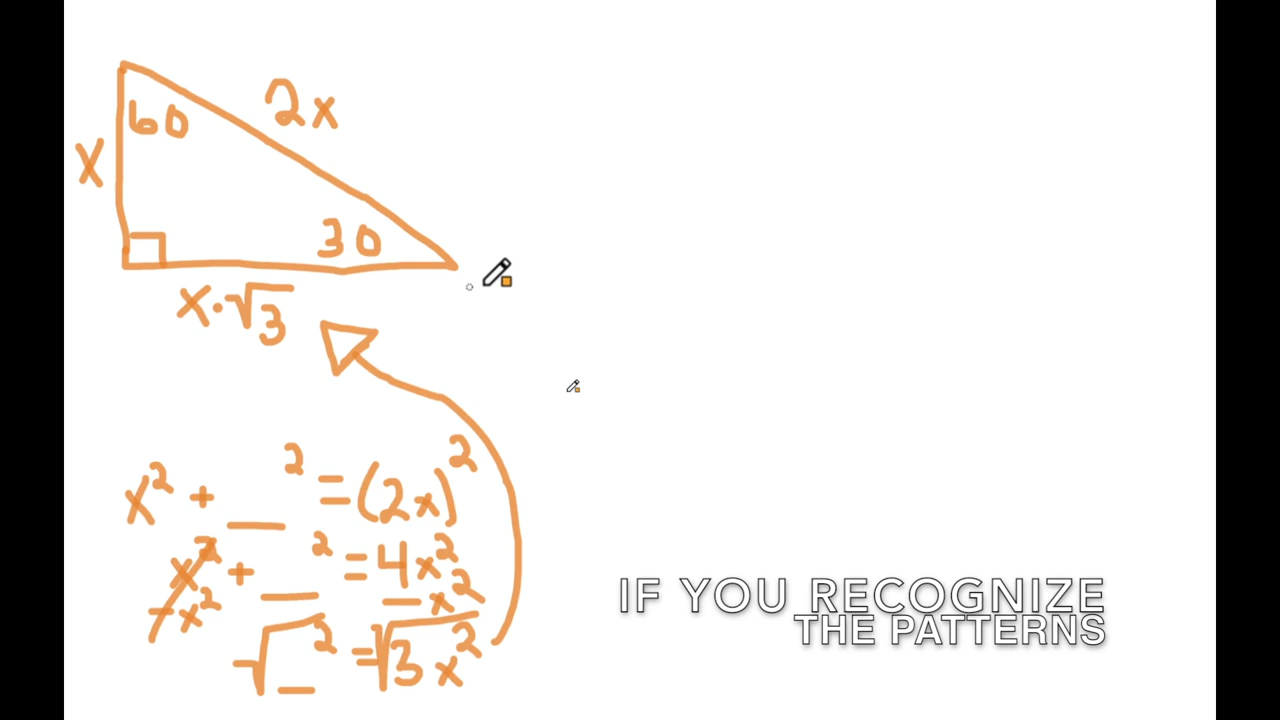 2x
60
x
30
x·√3
x² + __² = (2x)²
x² + __² = 4x²
-x² -x²
√__² = √3x²
IF YOU RECOGNIZE
THE PATTERNS